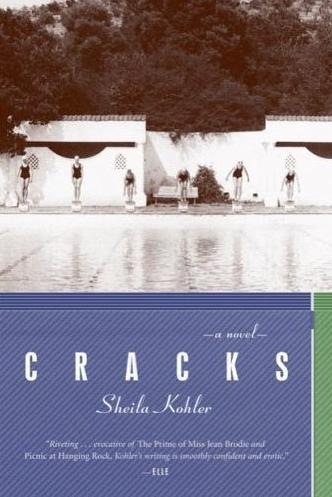 —a novel—
CRACKS
Sheila Kohler
"Riveting . . . evocative of The Prime of Miss Jean Brodie and
Picnic at Hanging Rock, Kohler's writing is smoothly confident and erotic."
—ELLE